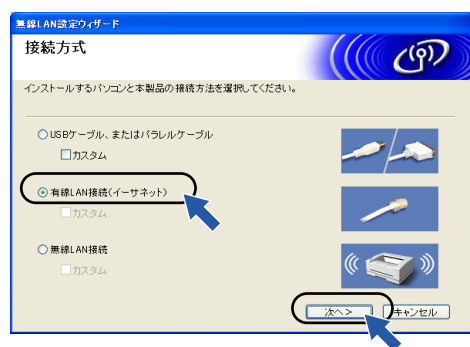 無線LAN設定ウィザード
接続方式
インストールするパソコンと本製品の接続方法を選択してください。
USBケーブル、またはパラレルケーブル
カスタム
有線LAN接続(イーサネット)
カスタム
無線LAN接続
カスタム
次へ >
キャンセル